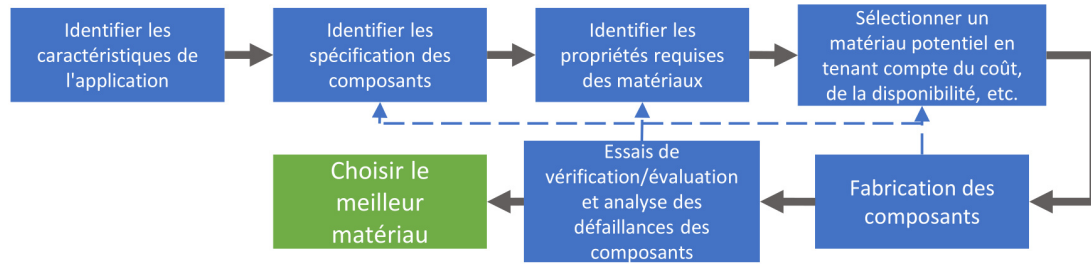 Identifier les
caractéristiques de
l'application
Identifier les
spécification des
composants
Identifier les
propriétés requises
des matériaux
Sélectionner un
matériau potentiel en
tenant compte du coût,
de la disponibilité, etc.
Fabrication des
composants
Essais de
vérification/évaluation
et analyse des
défaillances des
composants
Choisir le
meilleur
matériau